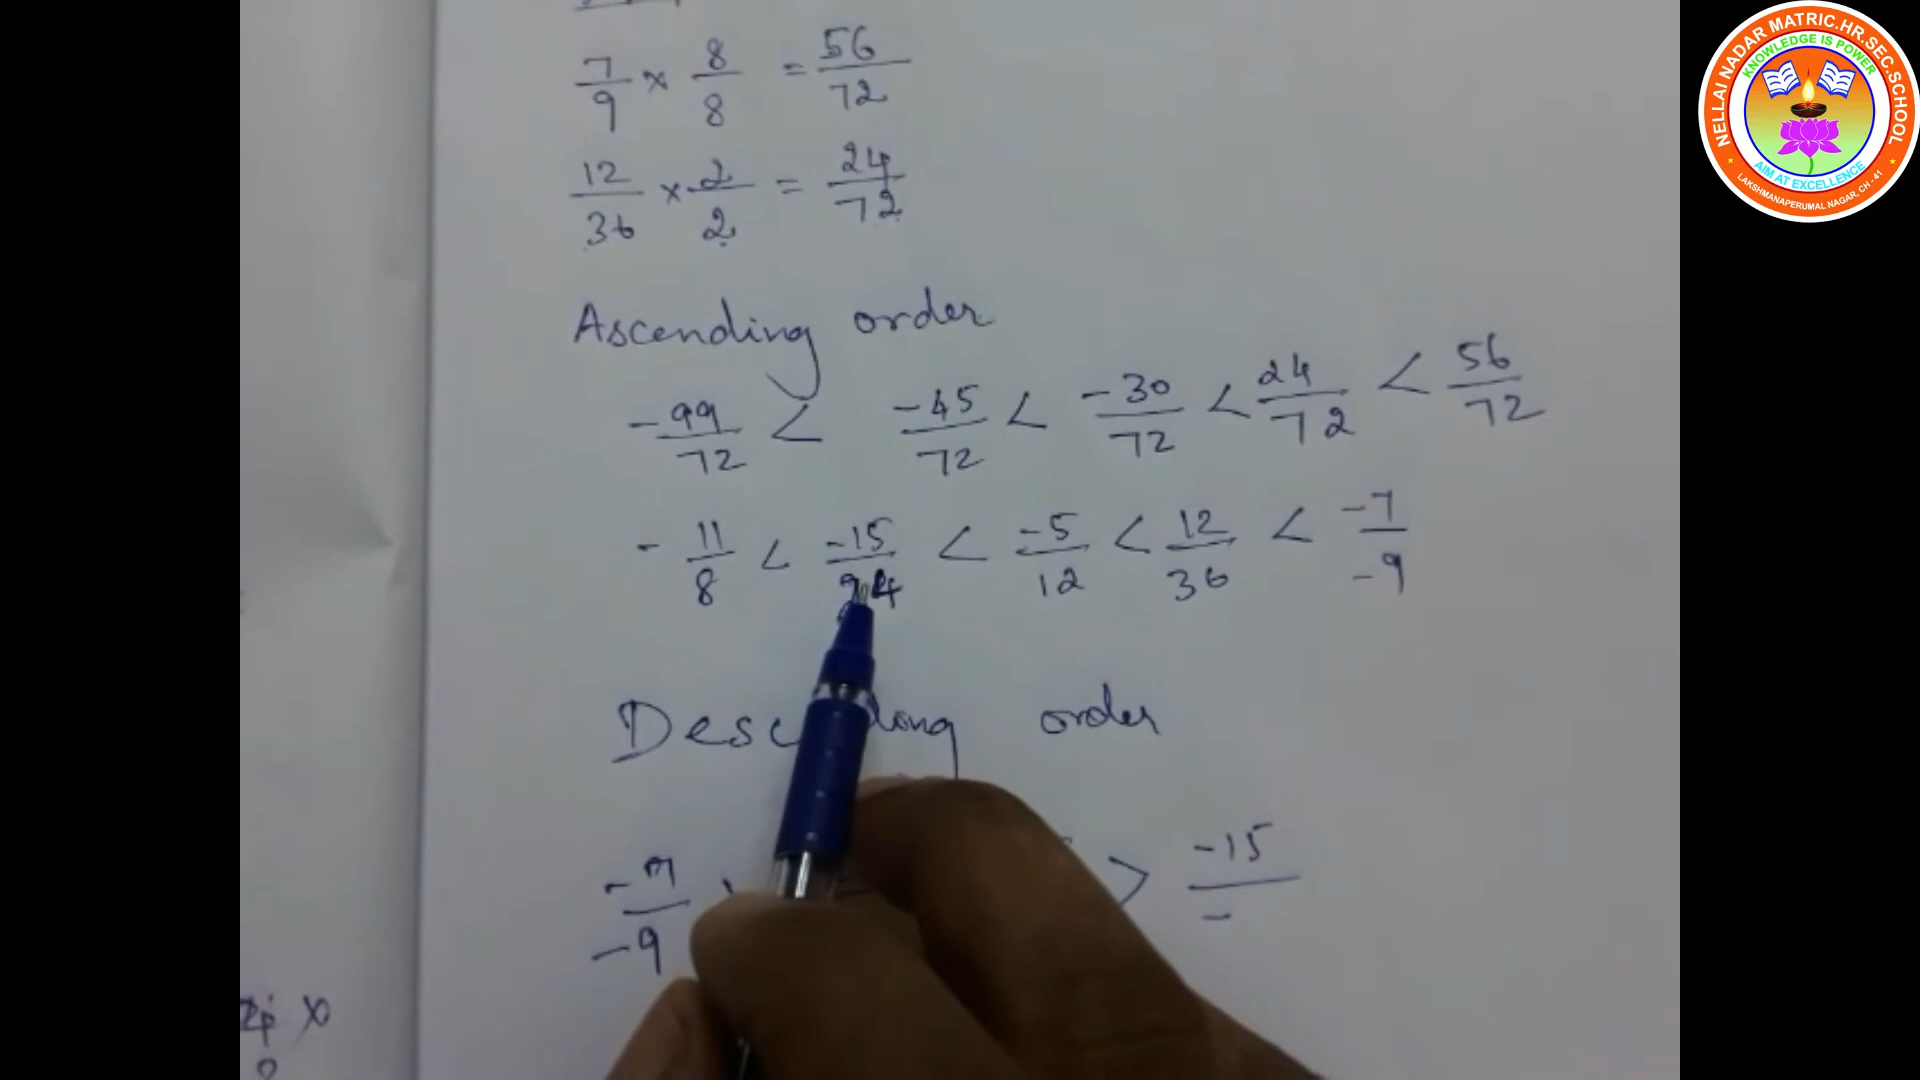 7/9 × 8/8 = 56/72
12/36 × 2/2 = 24/72
Ascending order
-99/72 < -45/72 < -30/72 < 24/72 < 56/72
-11/8 < -15/24 < -5/12 < 12/36 < -7/-9
order
-7/-9 > -15/-
NELLAI NADAR MATRIC.HR.SEC.SCHOOL
KNOWLEDGE IS POWER
AIM AT EXCELLENCE
LAKSHMANAPERUMAL NAGAR, CH - 41